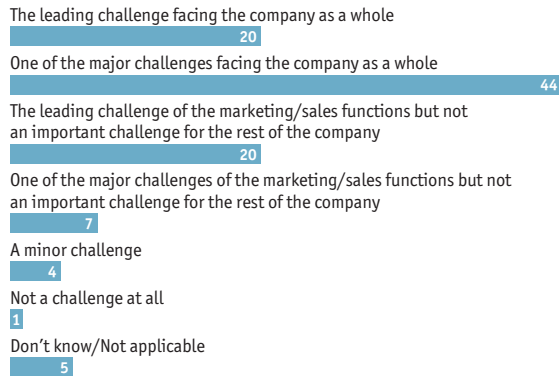 The leading challenge facing the company as a whole
20
One of the major challenges facing the company as a whole
44
The leading challenge of the marketing/sales functions but not
an important challenge for the rest of the company
20
One of the major challenges of the marketing/sales functions but not
an important challenge for the rest of the company
7
A minor challenge
4
Not a challenge at all
1
Don’t know/Not applicable
5